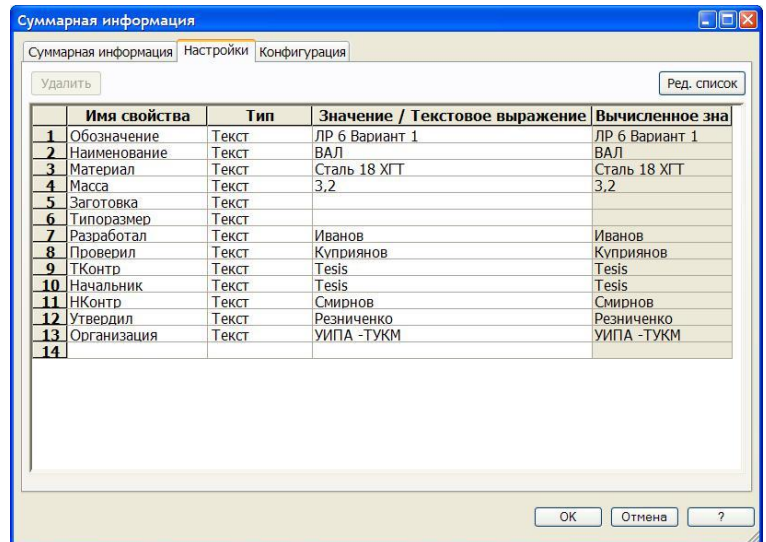 Суммарная информация
Суммарная информация Настройки Конфигурация
Удалить Ред. список
Имя свойства Тип Значение / Текстовое выражение Вычисленное зна
1 Обозначение Текст ЛР 6 Вариант 1 ЛР 6 Вариант 1
2 Наименование Текст ВАЛ ВАЛ
3 Материал Текст Сталь 18 ХГТ Сталь 18 ХГТ
4 Масса Текст 3,2 3,2
5 Заготовка Текст
6 Типоразмер Текст
7 Разработал Текст Иванов Иванов
8 Проверил Текст Куприянов Куприянов
9 ТКонтр Текст Tesis Tesis
10 Начальник Текст Tesis Tesis
11 НКонтр Текст Смирнов Смирнов
12 Утвердил Текст Резниченко Резниченко
13 Организация Текст УИПА -ТУКМ УИПА -ТУКМ
14
OK Отмена ?